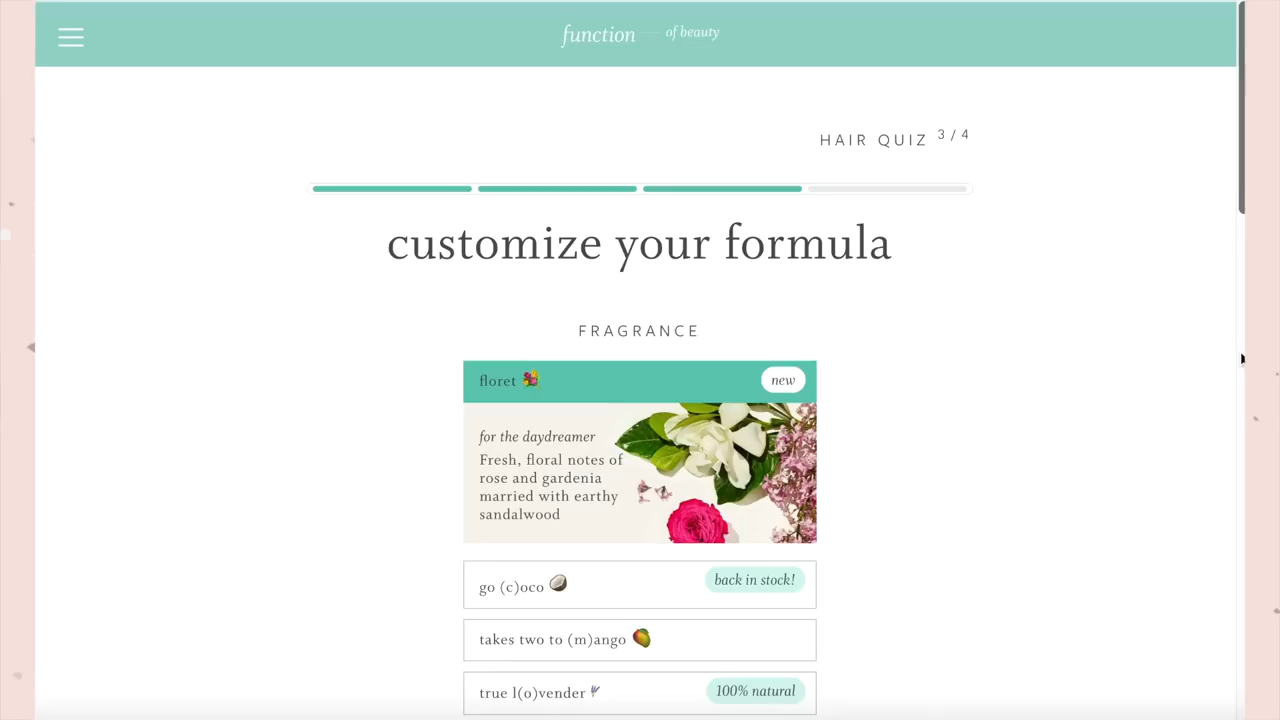 function of beauty
HAIR QUIZ 3/4
customize your formula
FRAGRANCE
floret
new
for the daydreamer
Fresh, floral notes of
rose and gardenia
married with earthy
sandalwood
go (c)oco
back in stock!
takes two to (m)ango
true l(o)vender
100% natural